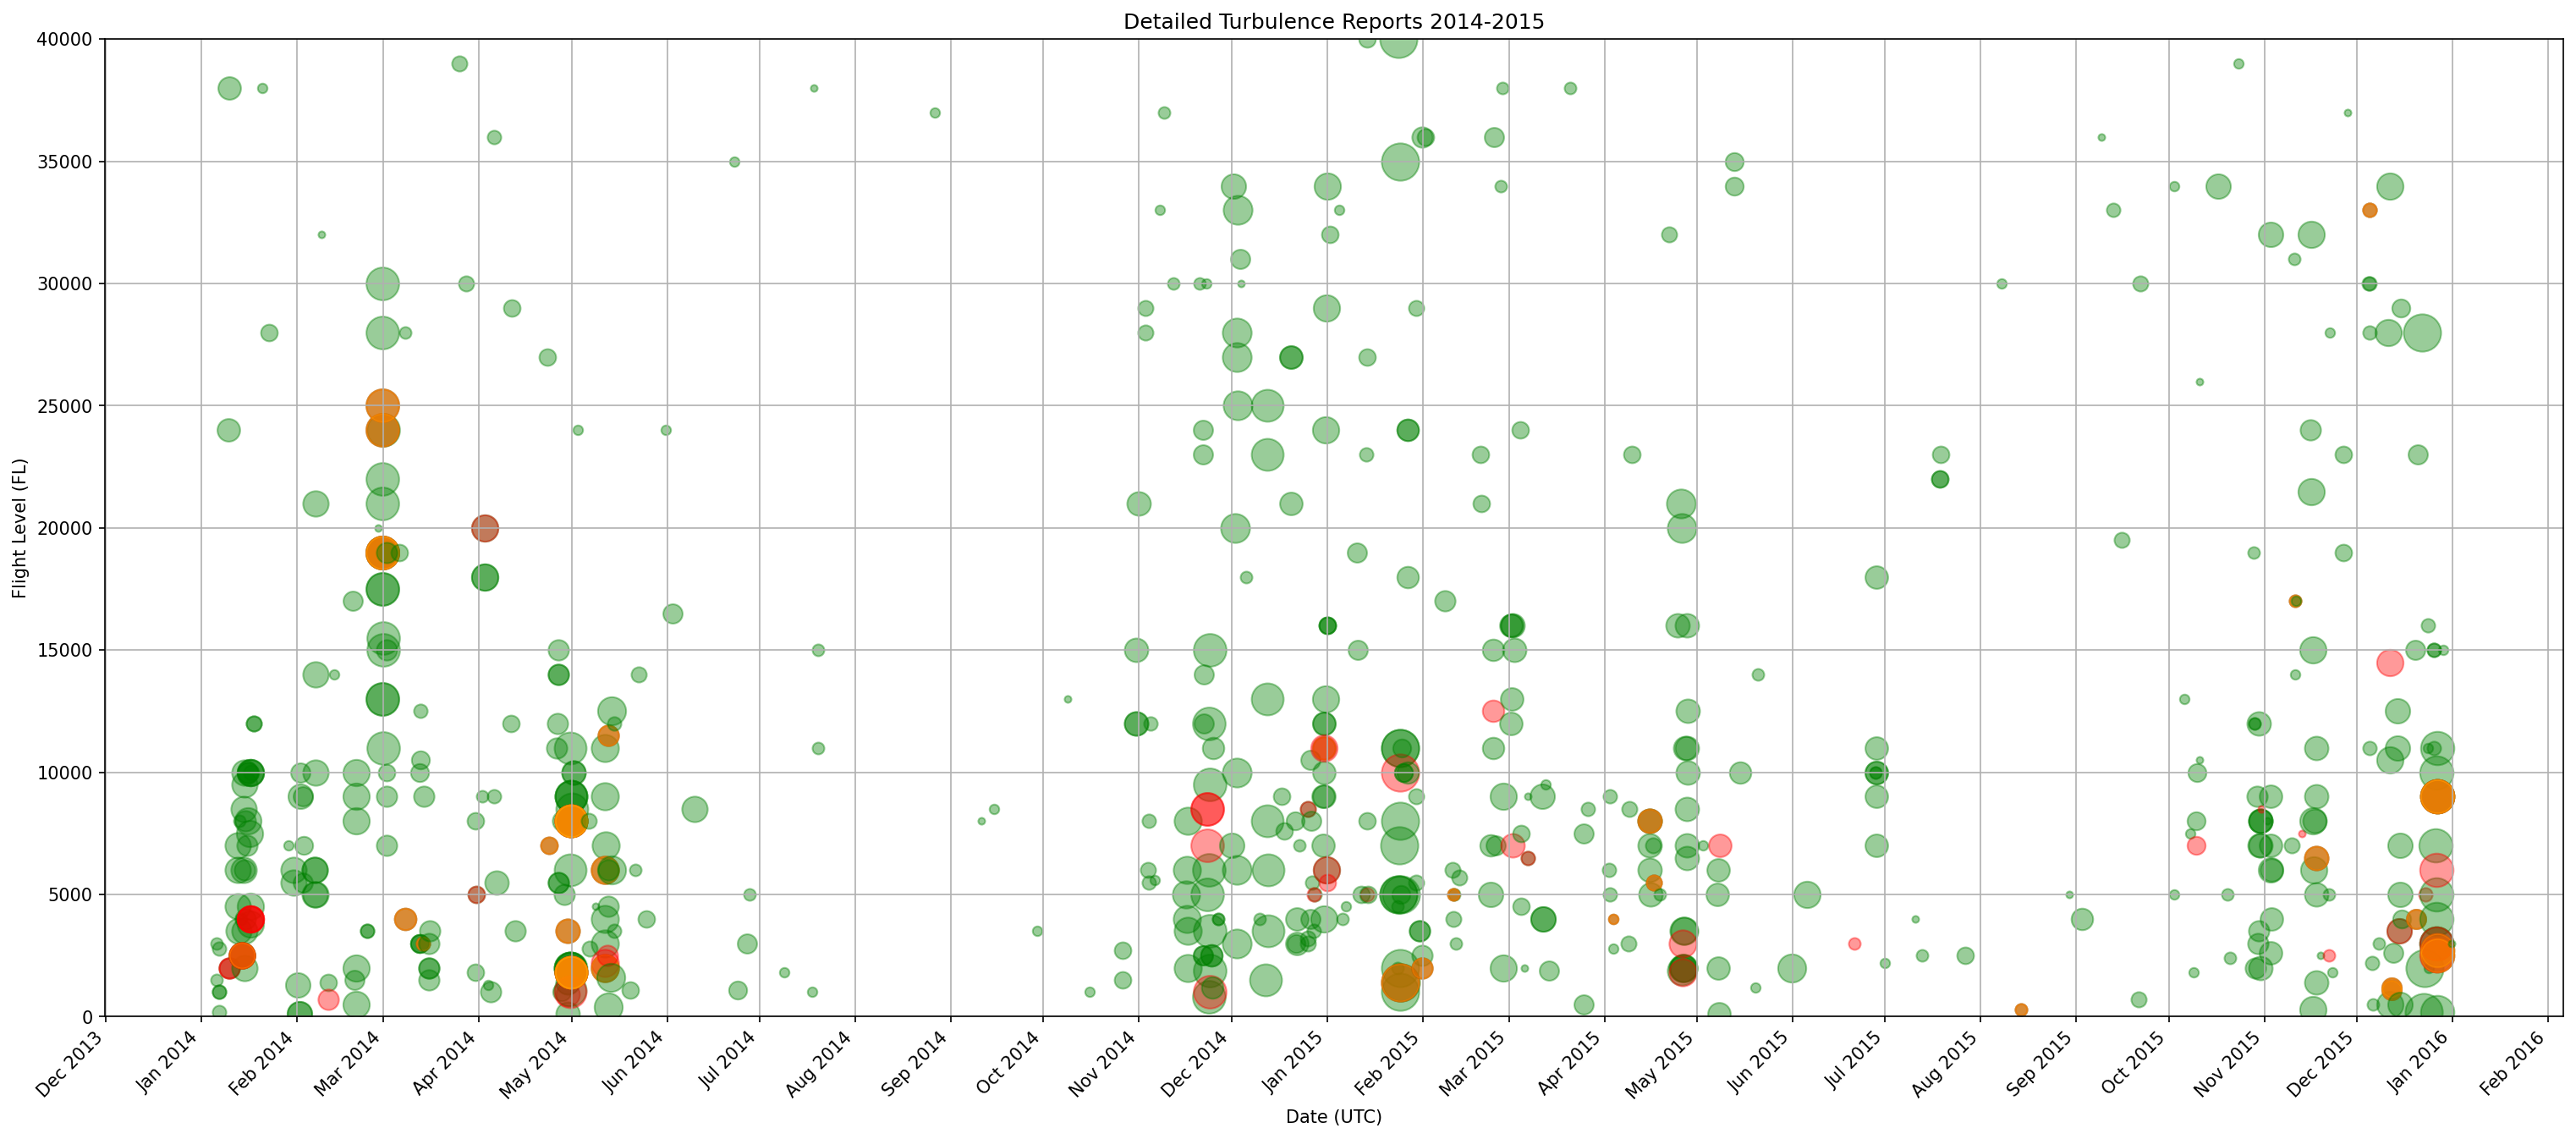 Detailed Turbulence Reports 2014-2015
Flight Level (FL)
40000
35000
30000
25000
20000
15000
10000
5000
0
Dec 2013
Jan 2014
Feb 2014
Mar 2014
Apr 2014
May 2014
Jun 2014
Jul 2014
Aug 2014
Sep 2014
Oct 2014
Nov 2014
Dec 2014
Jan 2015
Feb 2015
Mar 2015
Apr 2015
May 2015
Jun 2015
Jul 2015
Aug 2015
Sep 2015
Oct 2015
Nov 2015
Dec 2015
Jan 2016
Feb 2016
Date (UTC)